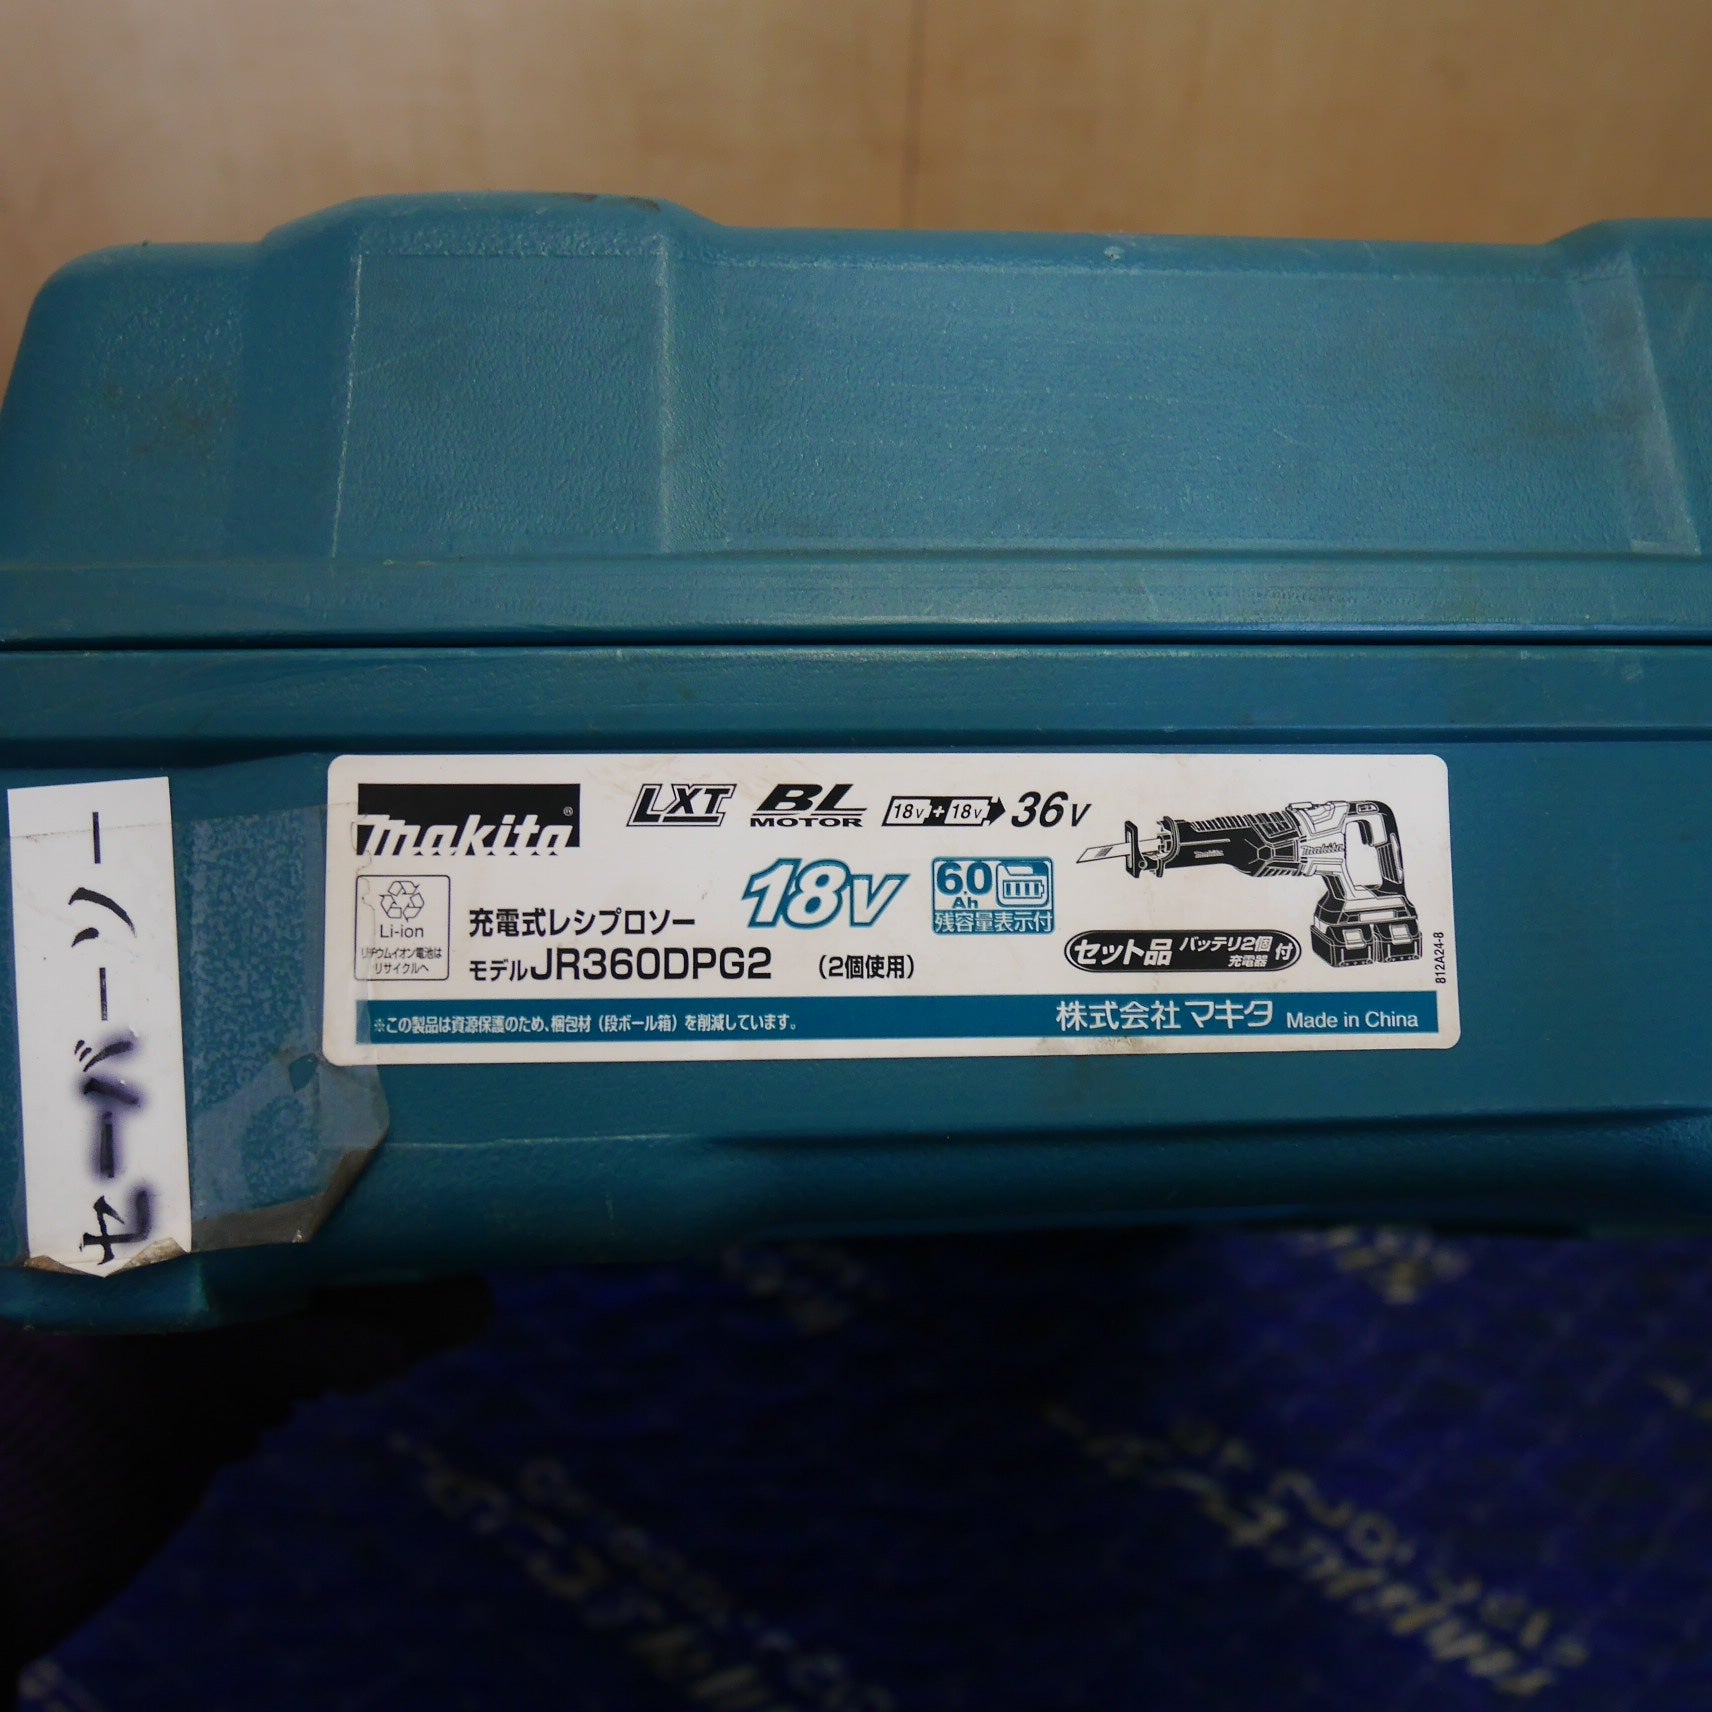 セーバーソー
makita®
LXT BL MOTOR 18V+18V 36V
18V 6.0 Ah 残容量表示付
Li-ion
リチウムイオン電池は
リサイクルへ
充電式レシプロソー
モデルJR360DPG2 (2個使用)
makita
セット品 バッテリ2個 充電器 付
812A24-8
※この製品は資源保護のため、梱包材(段ボール箱)を削減しています。
株式会社マキタ Made in China